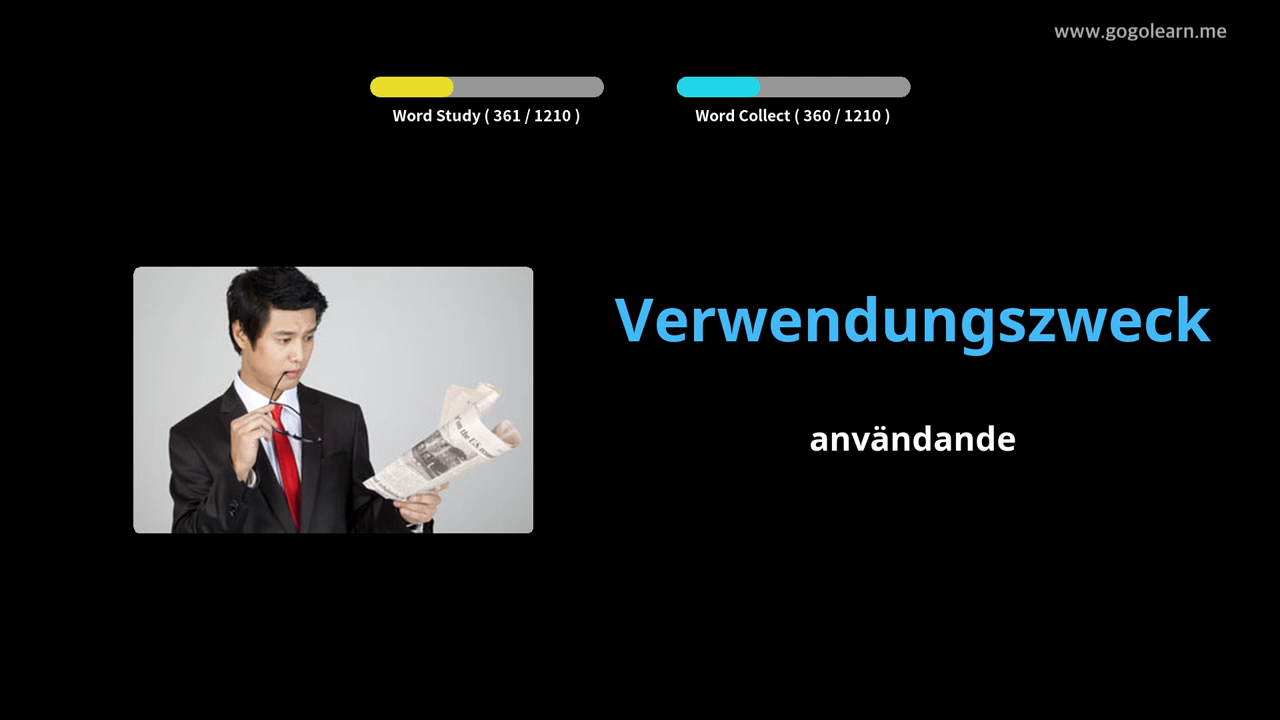 www.gogolearn.me
Word Study ( 361 / 1210 )
Word Collect ( 360 / 1210 )
Verwendungszweck
användande